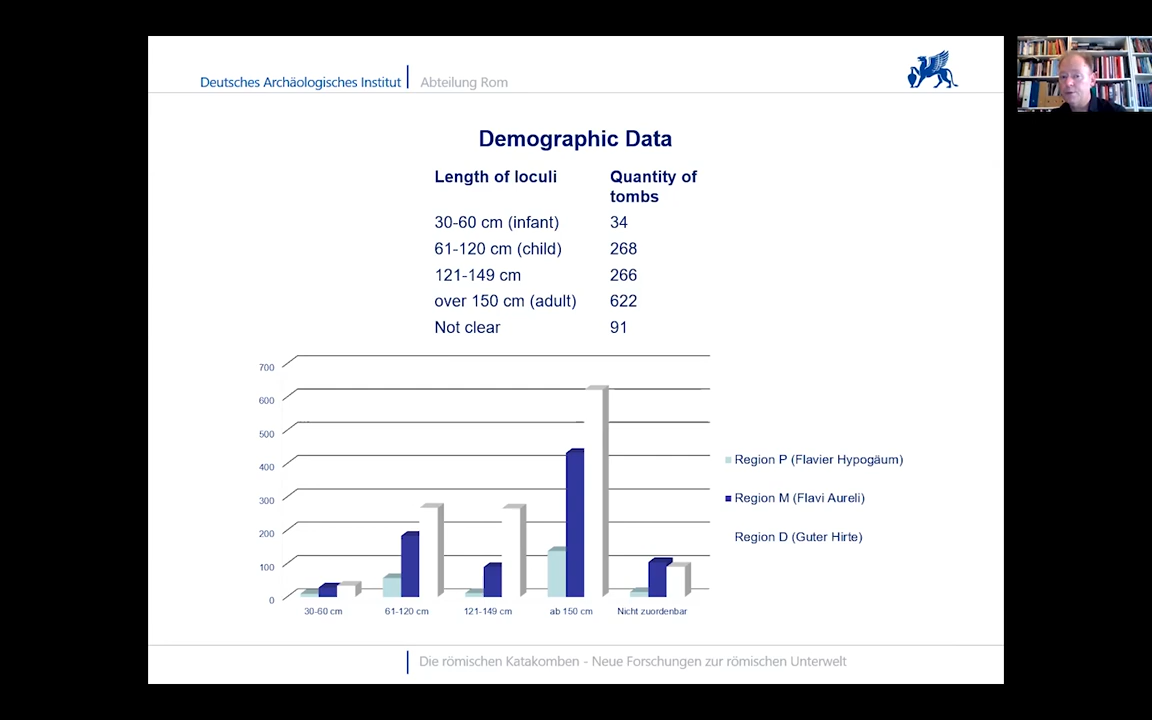 Deutsches Archäologisches Institut Abteilung Rom
Demographic Data
Length of loculi Quantity of
tombs
30-60 cm (infant) 34
61-120 cm (child) 268
121-149 cm 266
over 150 cm (adult) 622
Not clear 91
700
600
500
400
300
200
100
0
30-60 cm 61-120 cm 121-149 cm ab 150 cm Nicht zuordenbar
Region P (Flavier Hypogäum)
Region M (Flavi Aureli)
Region D (Guter Hirte)
Die römischen Katakomben - Neue Forschungen zur römischen Unterwelt